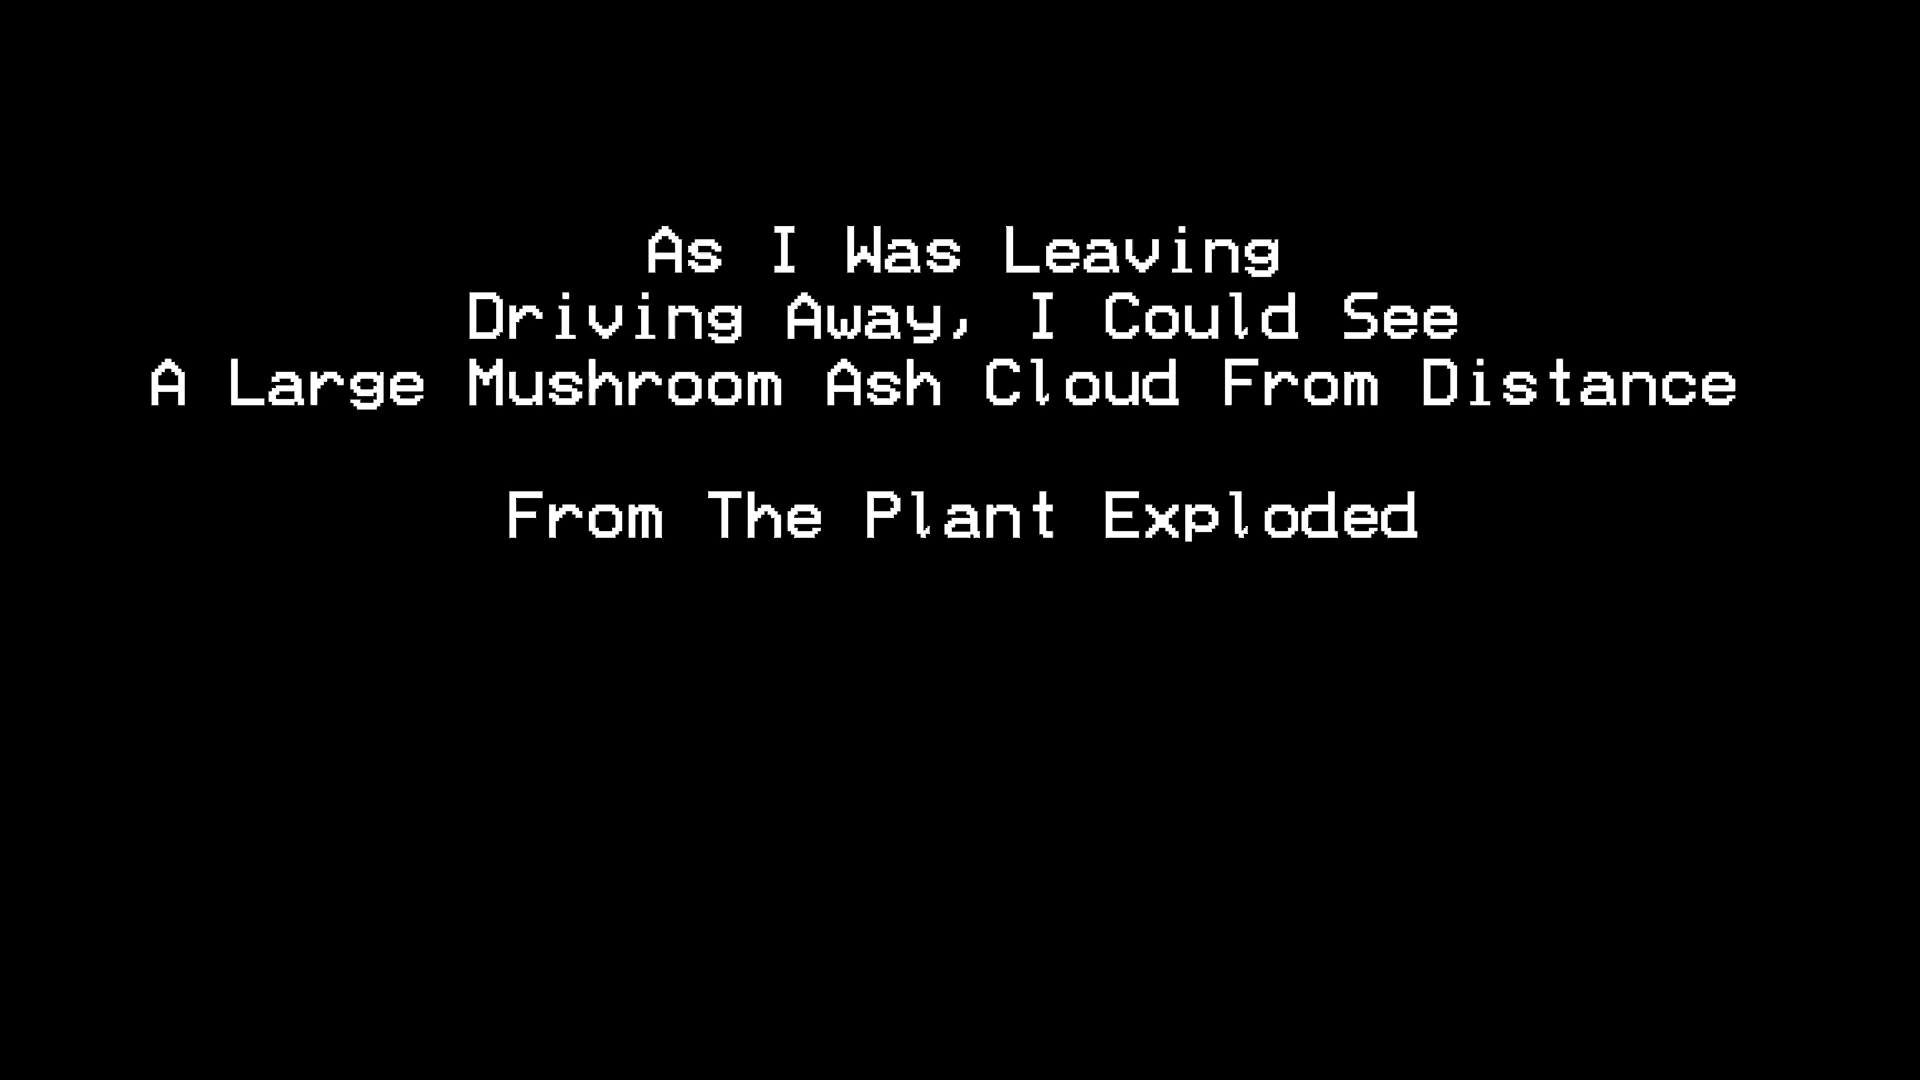 As I Was Leaving
Driving Away, I Could See
A Large Mushroom Ash Cloud From Distance
From The Plant Exploded